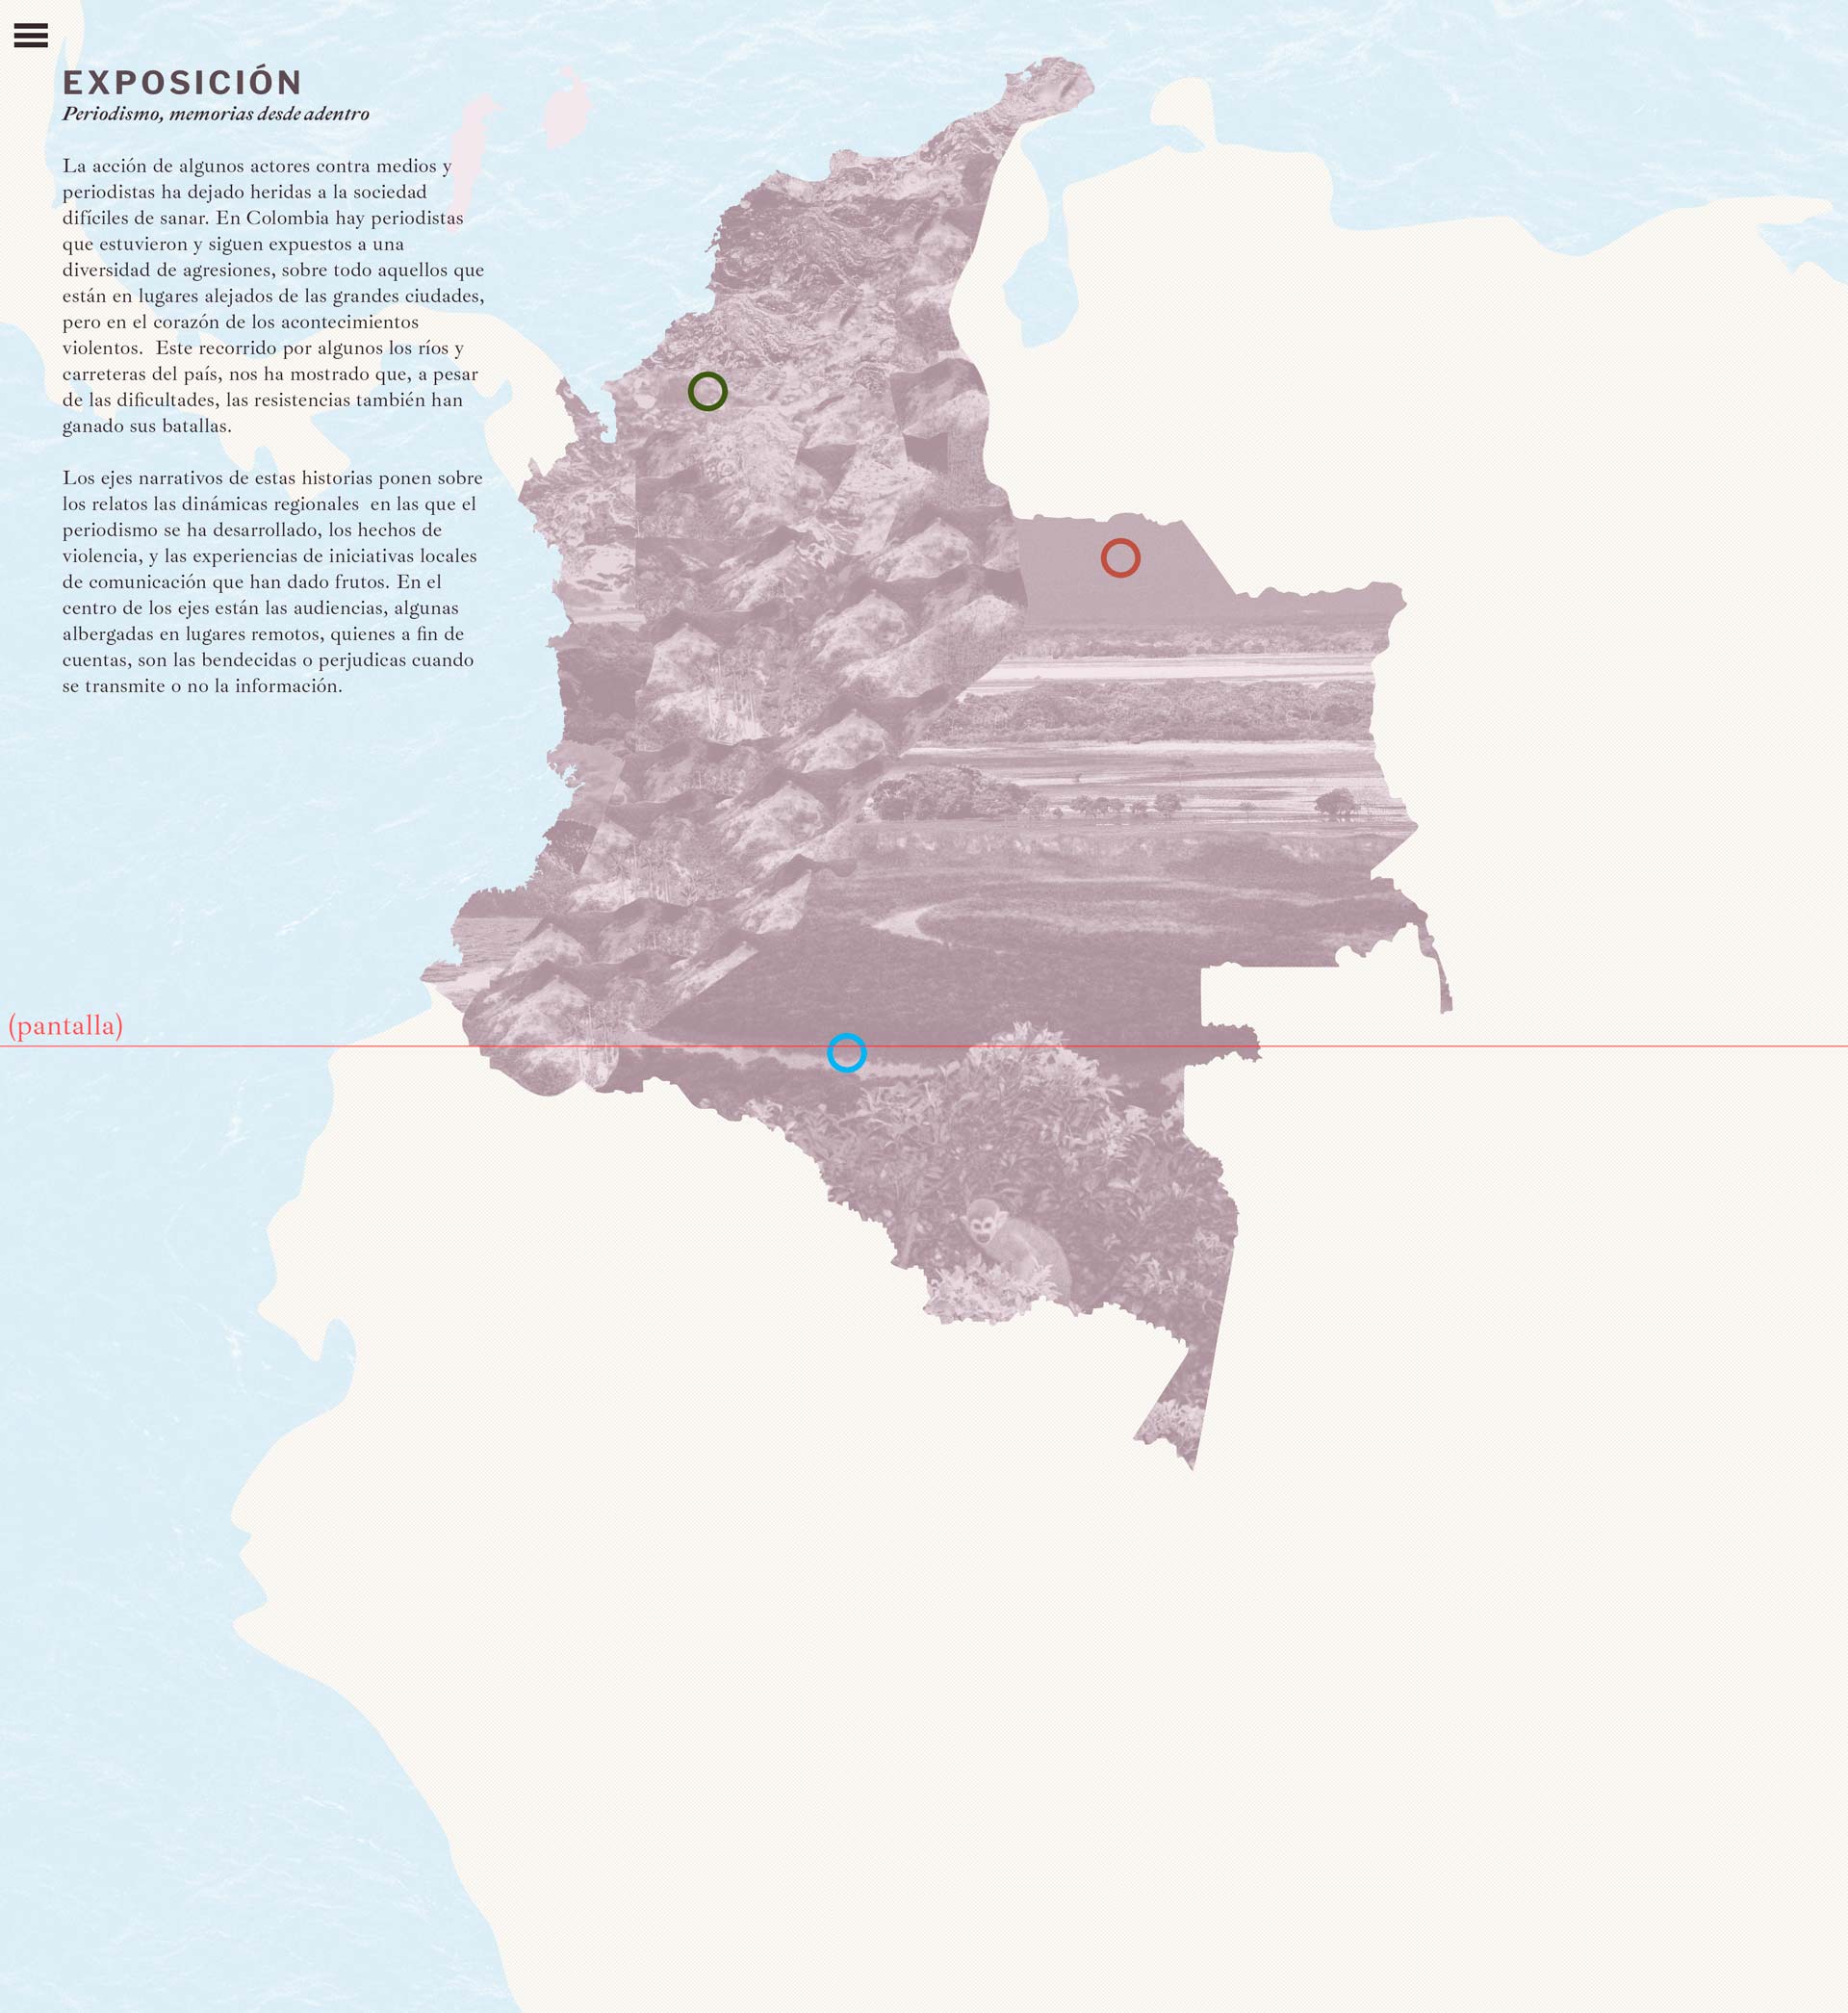 EXPOSICIÓN
Periodismo, memorias desde adentro
La acción de algunos actores contra medios y
periodistas ha dejado heridas a la sociedad
difíciles de sanar. En Colombia hay periodistas
que estuvieron y siguen expuestos a una
diversidad de agresiones, sobre todo aquellos que
están en lugares alejados de las grandes ciudades,
pero en el corazón de los acontecimientos
violentos.  Este recorrido por algunos los ríos y
carreteras del país, nos ha mostrado que, a pesar
de las dificultades, las resistencias también han
ganado sus batallas.
Los ejes narrativos de estas historias ponen sobre
los relatos las dinámicas regionales  en las que el
periodismo se ha desarrollado, los hechos de
violencia, y las experiencias de iniciativas locales
de comunicación que han dado frutos. En el
centro de los ejes están las audiencias, algunas
albergadas en lugares remotos, quienes a fin de
cuentas, son las bendecidas o perjudicas cuando
se transmite o no la información.
(pantalla)